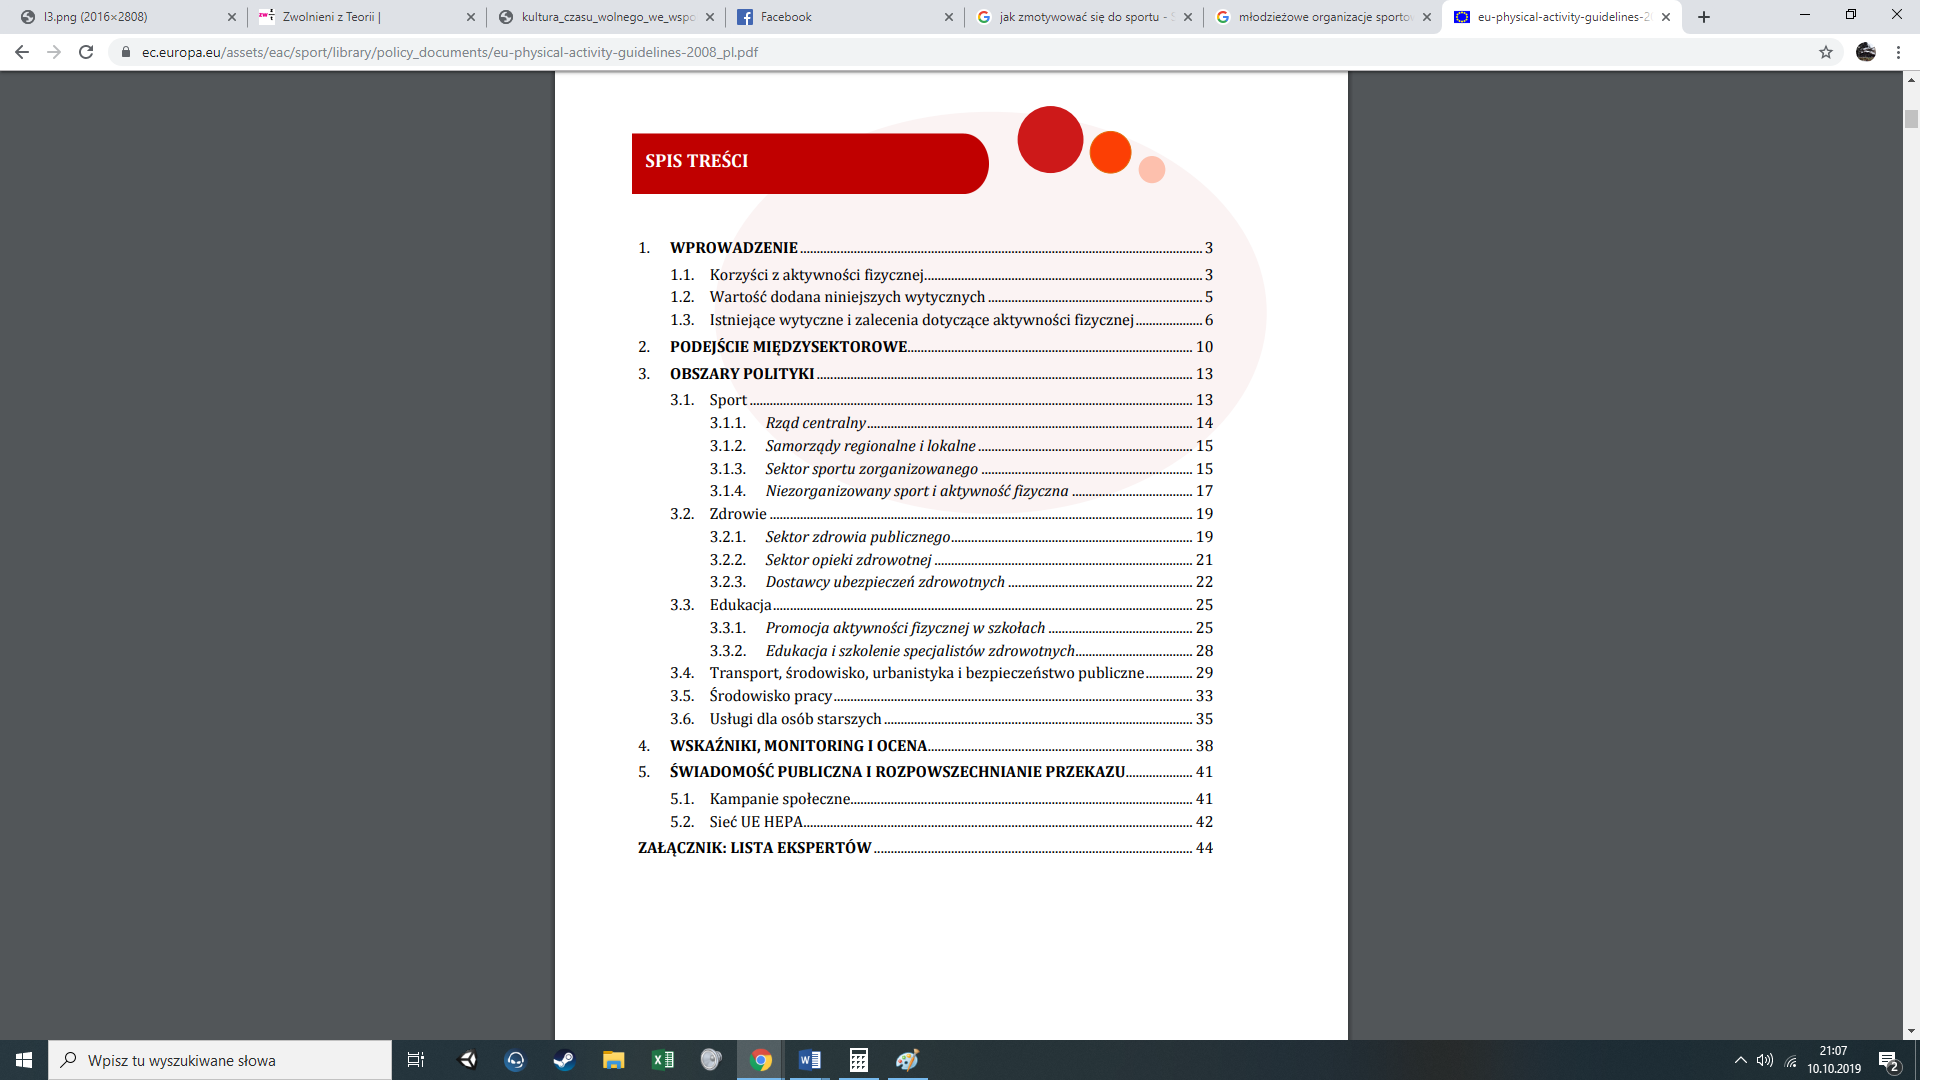 l3.png (2016×2808)
Zwolnieni z Teorii |
kultura_czasu_wolnego_we_wspo
Facebook
jak zmotywować się do sportu - S
młodzieżowe organizacje sportow
eu-physical-activity-guidelines-2
ec.europa.eu/assets/eac/sport/library/policy_documents/eu-physical-activity-guidelines-2008_pl.pdf
SPIS TREŚCI
1. WPROWADZENIE 3
1.1. Korzyści z aktywności fizycznej 3
1.2. Wartość dodana niniejszych wytycznych 5
1.3. Istniejące wytyczne i zalecenia dotyczące aktywności fizycznej 6
2. PODEJŚCIE MIĘDZYSEKTOROWE 10
3. OBSZARY POLITYKI 13
3.1. Sport 13
3.1.1. Rząd centralny 14
3.1.2. Samorządy regionalne i lokalne 15
3.1.3. Sektor sportu zorganizowanego 15
3.1.4. Niezorganizowany sport i aktywność fizyczna 17
3.2. Zdrowie 19
3.2.1. Sektor zdrowia publicznego 19
3.2.2. Sektor opieki zdrowotnej 21
3.2.3. Dostawcy ubezpieczeń zdrowotnych 22
3.3. Edukacja 25
3.3.1. Promocja aktywności fizycznej w szkołach 25
3.3.2. Edukacja i szkolenie specjalistów zdrowotnych 28
3.4. Transport, środowisko, urbanistyka i bezpieczeństwo publiczne 29
3.5. Środowisko pracy 33
3.6. Usługi dla osób starszych 35
4. WSKAŹNIKI, MONITORING I OCENA 38
5. ŚWIADOMOŚĆ PUBLICZNA I ROZPOWSZECHNIANIE PRZEKAZU 41
5.1. Kampanie społeczne 41
5.2. Sieć UE HEPA 42
ZAŁĄCZNIK: LISTA EKSPERTÓW 44
Wpisz tu wyszukiwane słowa
21:07
10.10.2019
2